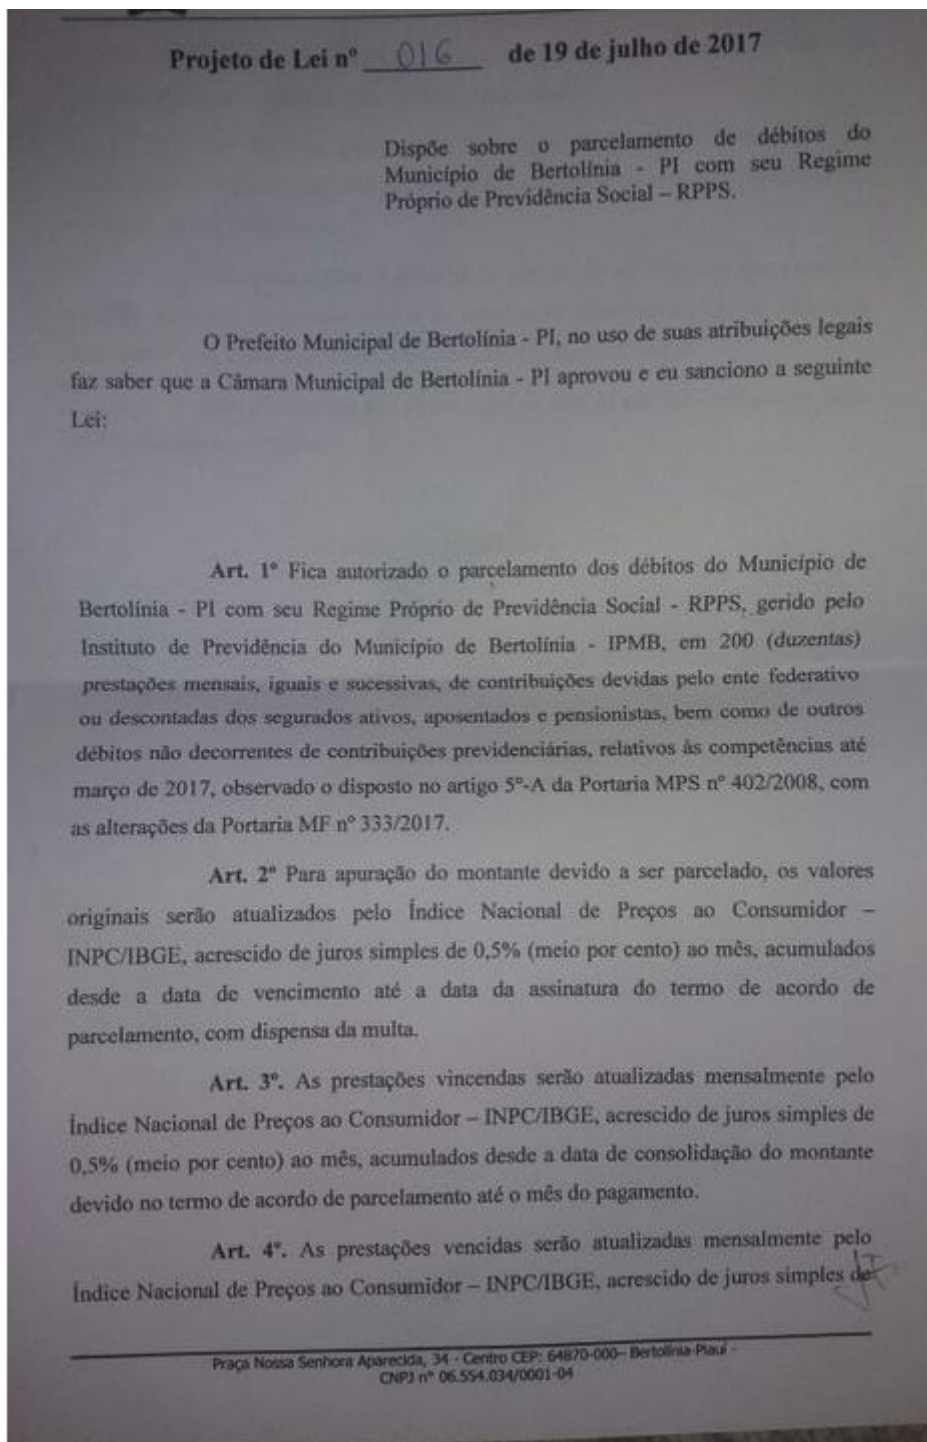 Projeto de Lei nº 016 de 19 de julho de 2017
Dispõe sobre o parcelamento de débitos do
Município de Bertolínia - PI com seu Regime
Próprio de Previdência Social – RPPS.
O Prefeito Municipal de Bertolínia - PI, no uso de suas atribuições legais
faz saber que a Câmara Municipal de Bertolínia - PI aprovou e eu sanciono a seguinte
Lei:
Art. 1º Fica autorizado o parcelamento dos débitos do Município de
Bertolínia - PI com seu Regime Próprio de Previdência Social - RPPS, gerido pelo
Instituto de Previdência do Município de Bertolínia - IPMB, em 200 (duzentas)
prestações mensais, iguais e sucessivas, de contribuições devidas pelo ente federativo
ou descontadas dos segurados ativos, aposentados e pensionistas, bem como de outros
débitos não decorrentes de contribuições previdenciárias, relativos às competências até
março de 2017, observado o disposto no artigo 5º-A da Portaria MPS nº 402/2008, com
as alterações da Portaria MF nº 333/2017.
Art. 2º Para apuração do montante devido a ser parcelado, os valores
originais serão atualizados pelo Índice Nacional de Preços ao Consumidor –
INPC/IBGE, acrescido de juros simples de 0,5% (meio por cento) ao mês, acumulados
desde a data de vencimento até a data da assinatura do termo de acordo de
parcelamento, com dispensa da multa.
Art. 3º. As prestações vincendas serão atualizadas mensalmente pelo
Índice Nacional de Preços ao Consumidor – INPC/IBGE, acrescido de juros simples de
0,5% (meio por cento) ao mês, acumulados desde a data de consolidação do montante
devido no termo de acordo de parcelamento até o mês do pagamento.
Art. 4º. As prestações vencidas serão atualizadas mensalmente pelo
Índice Nacional de Preços ao Consumidor – INPC/IBGE, acrescido de juros simples de
Praça Nossa Senhora Aparecida, 34 - Centro CEP: 64870-000– Bertolínia-Piauí -
CNPJ nº 06.554.034/0001-04